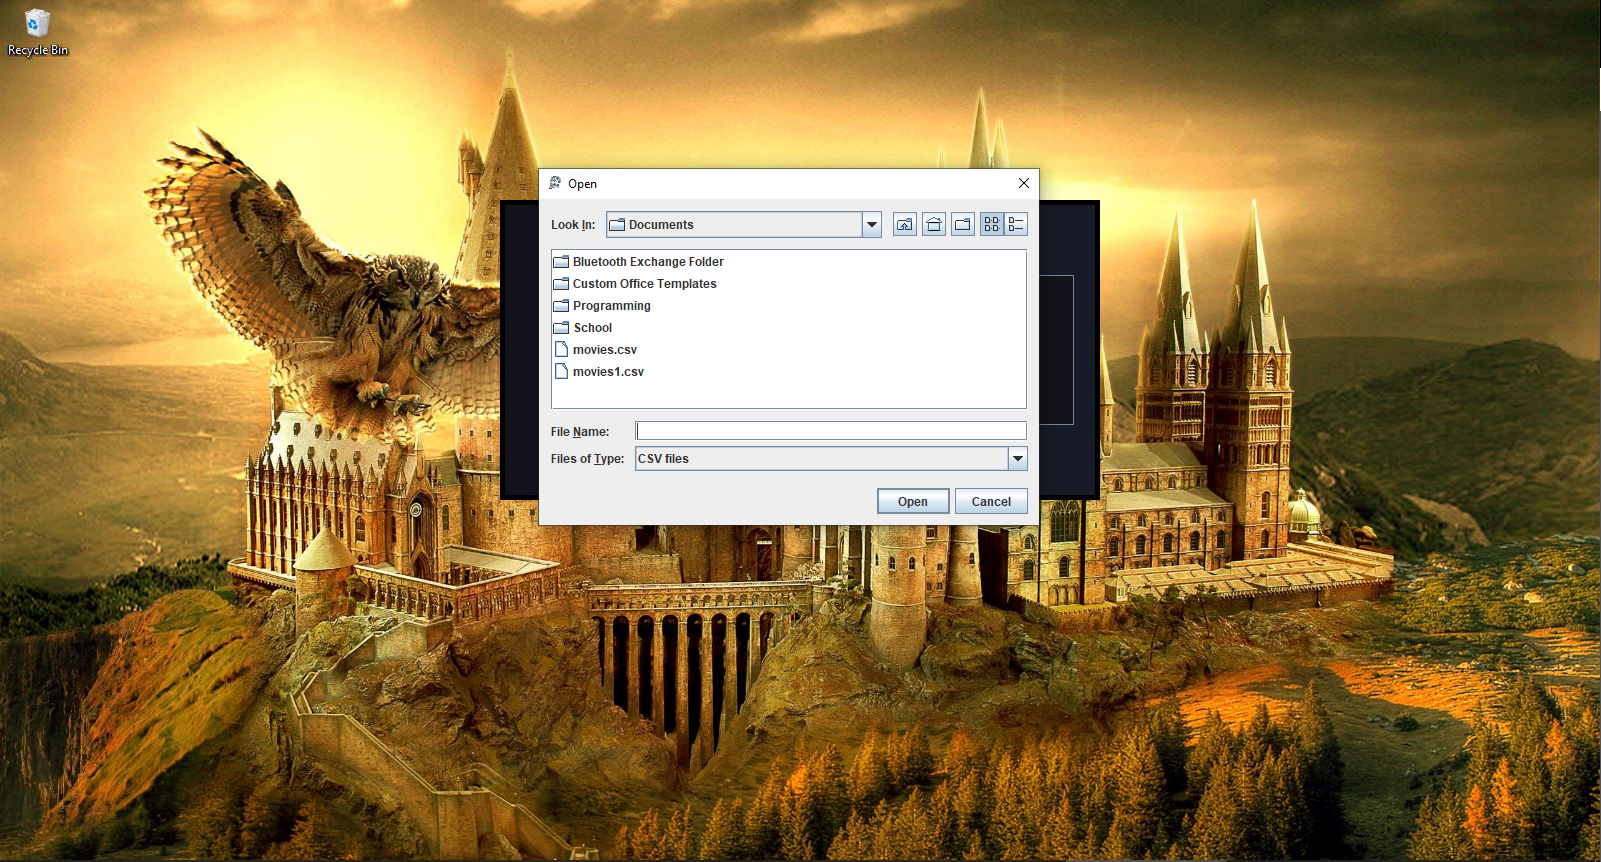 Recycle Bin
Open
Look In: Documents
Bluetooth Exchange Folder
Custom Office Templates
Programming
School
movies.csv
movies1.csv
File Name:
Files of Type: CSV files
Open Cancel